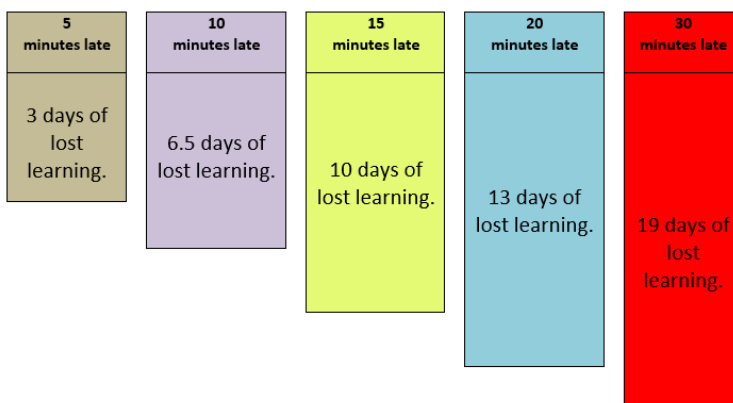 5
minutes late
3 days of
lost
learning.
10
minutes late
6.5 days of
lost learning.
15
minutes late
10 days of
lost learning.
20
minutes late
13 days of
lost learning.
30
minutes late
19 days of
lost
learning.